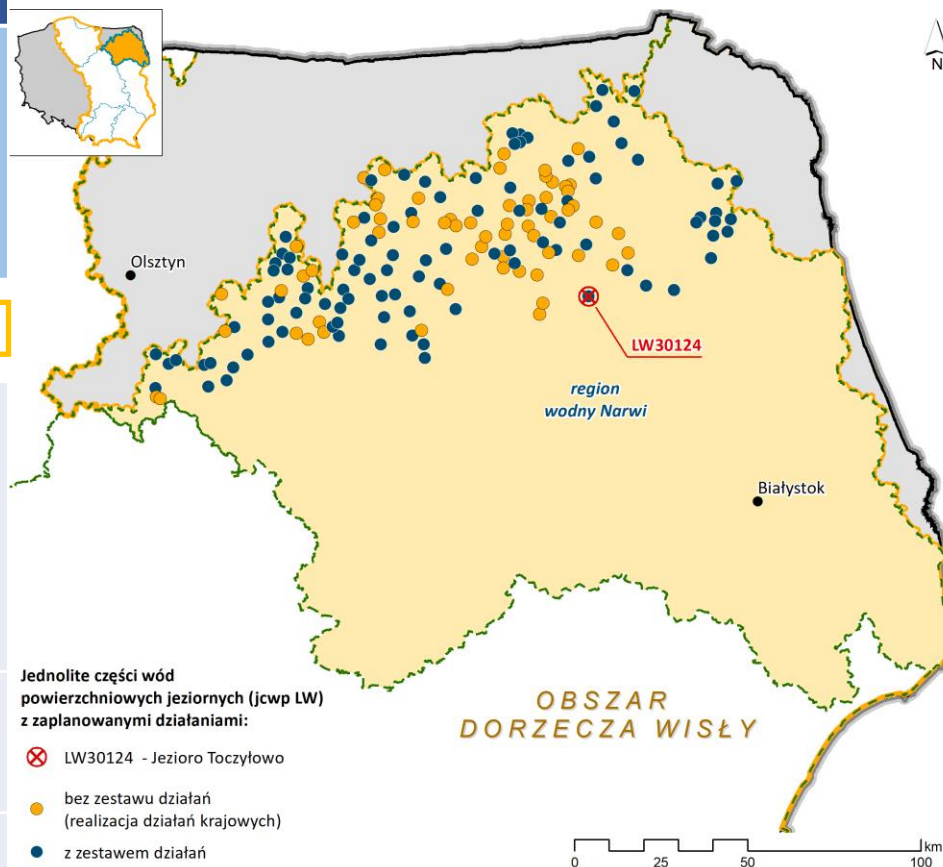 N
Olsztyn
LW30124
region
wodny Narwi
Białystok
OBSZAR
DORZECZA WISŁY
Jednolite części wód
powierzchniowych jeziornych (jcwp LW)
z zaplanowanymi działaniami:
LW30124 - Jezioro Toczyłowo
bez zestawu działań
(realizacja działań krajowych)
z zestawem działań
km
0 25 50 100